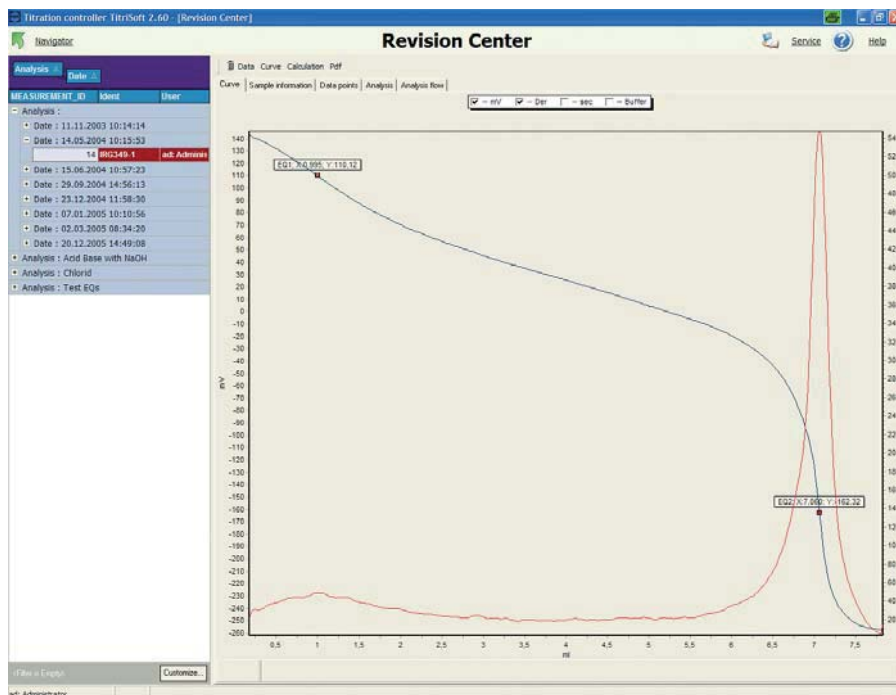 Titration controller TitriSoft 2.60 - [Revision Center]
Navigator
Revision Center
Service
Help
Analysis
Date
Data Curve Calculation Pdf
Curve Sample information Data points Analysis Analysis flow
MEASUREMENT_ID Ident User
mV Der sec Buffer
Analysis :
Date : 11.11.2003 10:14:14
Date : 14.05.2004 10:15:53
14 IRG349-1 ad: Adminis
Date : 15.06.2004 10:57:23
Date : 29.09.2004 14:56:13
Date : 23.12.2004 11:58:30
Date : 07.01.2005 10:10:56
Date : 02.03.2005 08:34:20
Date : 20.12.2005 14:49:08
Analysis : Acid Base with NaOH
Analysis : Chlorid
Analysis : Test EQs
140
130
120
110
100
90
80
70
60
50
40
30
20
10
0
-10
-20
-30
-40
-50
-60
-70
-80
-90
-100
-110
-120
-130
-140
-150
-160
-170
-180
-190
-200
-210
-220
-230
-240
-250
-260
mV
EQ1; X:0,995; Y:110,12
EQ2; X:7,060; Y:-162,32
0,5 1 1,5 2 2,5 3 3,5 4 4,5 5 5,5 6 6,5 7 7,5
ml
<Filter is Empty>
Customize...
ad: Administrator